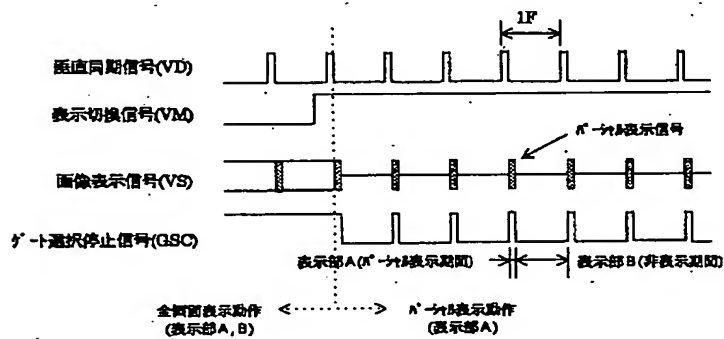 1F
垂直同期信号(VD)
表示切換信号(VM)
パーシャル表示信号
画像表示信号(VS)
ゲート選択停止信号(GSC)
表示部A(パーシャル表示期間)
表示部B(非表示期間)
全画面表示動作
(表示部A,B)
パーシャル表示動作
(表示部A)